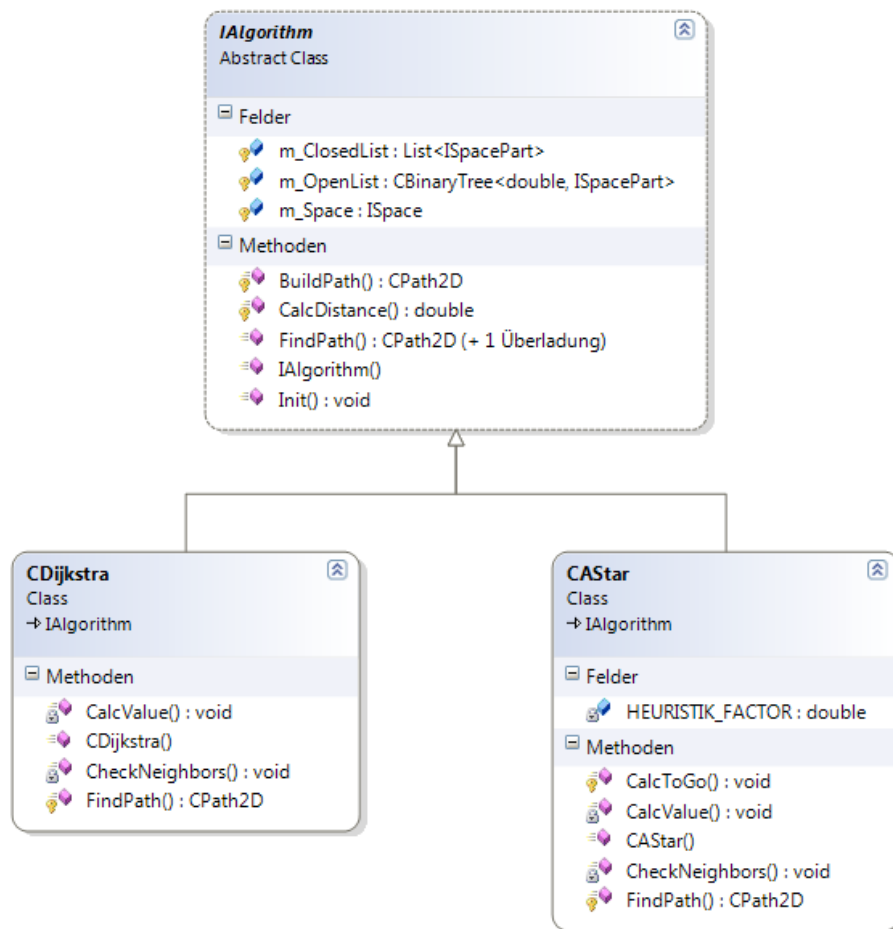 IAlgorithm
Abstract Class
Felder
m_ClosedList : List<ISpacePart>
m_OpenList : CBinaryTree<double, ISpacePart>
m_Space : ISpace
Methoden
BuildPath() : CPath2D
CalcDistance() : double
FindPath() : CPath2D (+ 1 Überladung)
IAlgorithm()
Init() : void
CDijkstra
Class
IAlgorithm
Methoden
CalcValue() : void
CDijkstra()
CheckNeighbors() : void
FindPath() : CPath2D
CAStar
Class
IAlgorithm
Felder
HEURISTIK_FACTOR : double
Methoden
CalcToGo() : void
CalcValue() : void
CAStar()
CheckNeighbors() : void
FindPath() : CPath2D